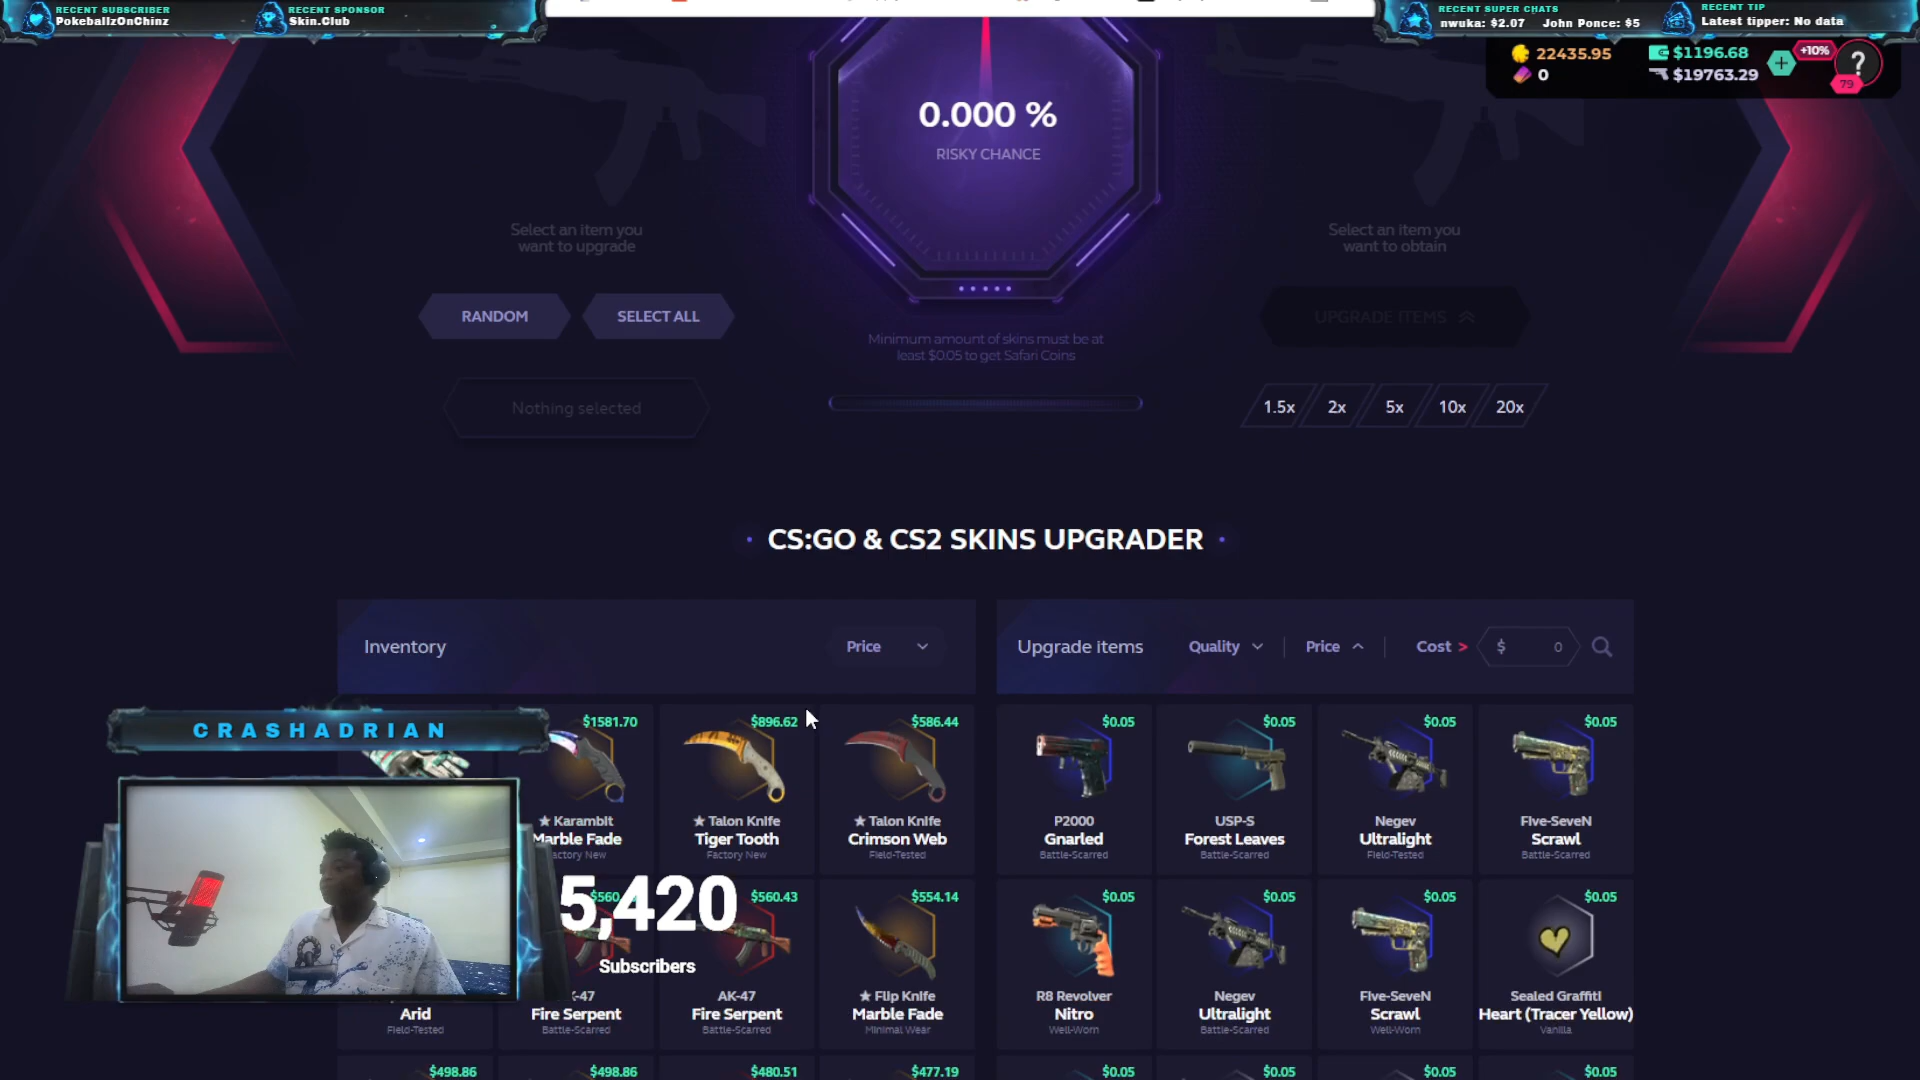 RECENT SUBSCRIBER
PokeballzOnChinz
RECENT SPONSOR
Skin.Club
RECENT SUPER CHATS
nwuka: $2.07 John Ponce: $5
RECENT TIP
Latest tipper: No data
22435.95
0
$1196.68
$19763.29
+10%
?
79
0.000 %
RISKY CHANCE
Select an item you
want to upgrade
Select an item you
want to obtain
RANDOM
SELECT ALL
UPGRADE ITEMS
Minimum amount of skins must be at
least $0.05 to get Safari Coins
Nothing selected
1.5x
2x
5x
10x
20x
CS:GO & CS2 SKINS UPGRADER
Inventory
Price
Upgrade items
Quality
Price
Cost >
$ 0
CRASHADRIAN
$1581.70
★ Karambit
Marble Fade
actory New
$896.62
★ Talon Knife
Tiger Tooth
Factory New
$586.44
★ Talon Knife
Crimson Web
Field-Tested
$0.05
P2000
Gnarled
Battle-Scarred
$0.05
USP-S
Forest Leaves
Battle-Scarred
$0.05
Negev
Ultralight
Field-Tested
$0.05
Five-SeveN
Scrawl
Battle-Scarred
5,420
Subscribers
Arid
Field-Tested
$560
-47
Fire Serpent
Battle-Scarred
$560.43
AK-47
Fire Serpent
Battle-Scarred
$554.14
★ Flip Knife
Marble Fade
Minimal Wear
$0.05
R8 Revolver
Nitro
Well-Worn
$0.05
Negev
Ultralight
Battle-Scarred
$0.05
Five-SeveN
Scrawl
Well-Worn
$0.05
Sealed Graffiti
Heart (Tracer Yellow)
Vanilla
$498.86
$498.86
$480.51
$477.19
$0.05
$0.05
$0.05
$0.05